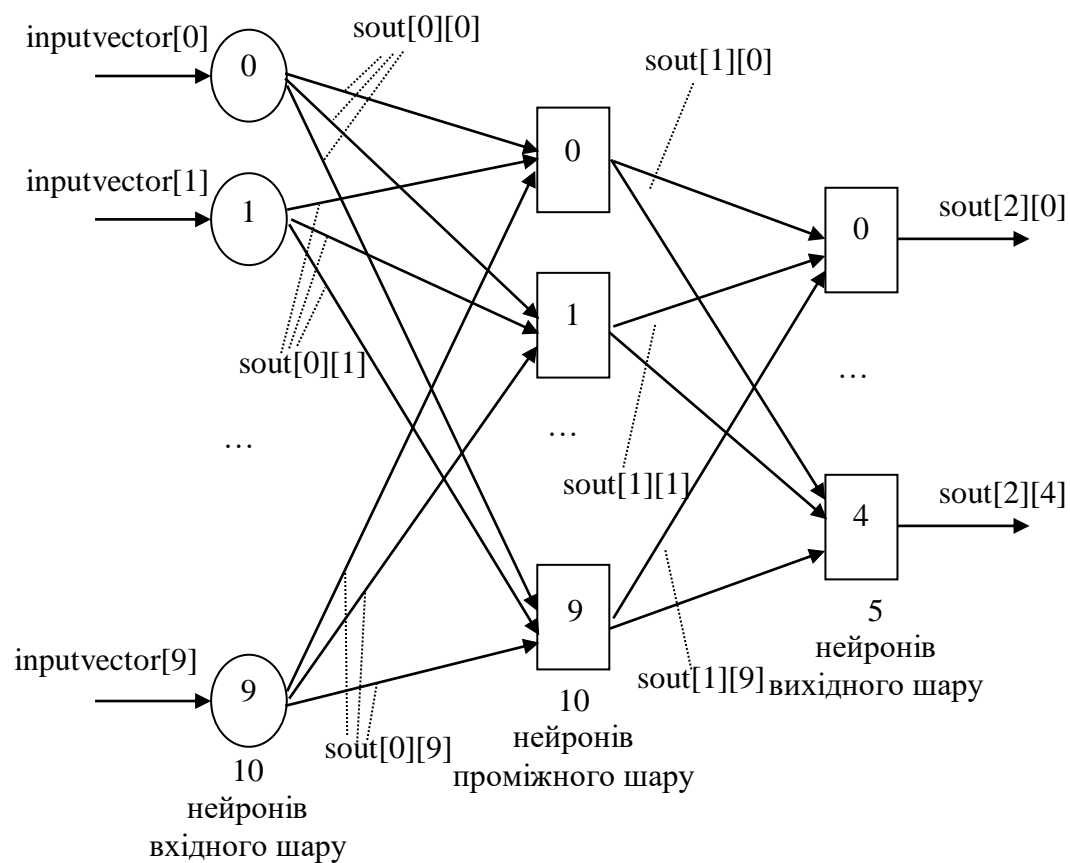 inputvector[0]
0
sout[0][0]
sout[1][0]
0
inputvector[1]
1
0
sout[2][0]
1
sout[0][1]
…
…
…
sout[1][1]
4
sout[2][4]
9
5
нейронів
вихідного шару
inputvector[9]
9
sout[1][9]
10
нейронів
проміжного шару
sout[0][9]
10
нейронів
вхідного шару